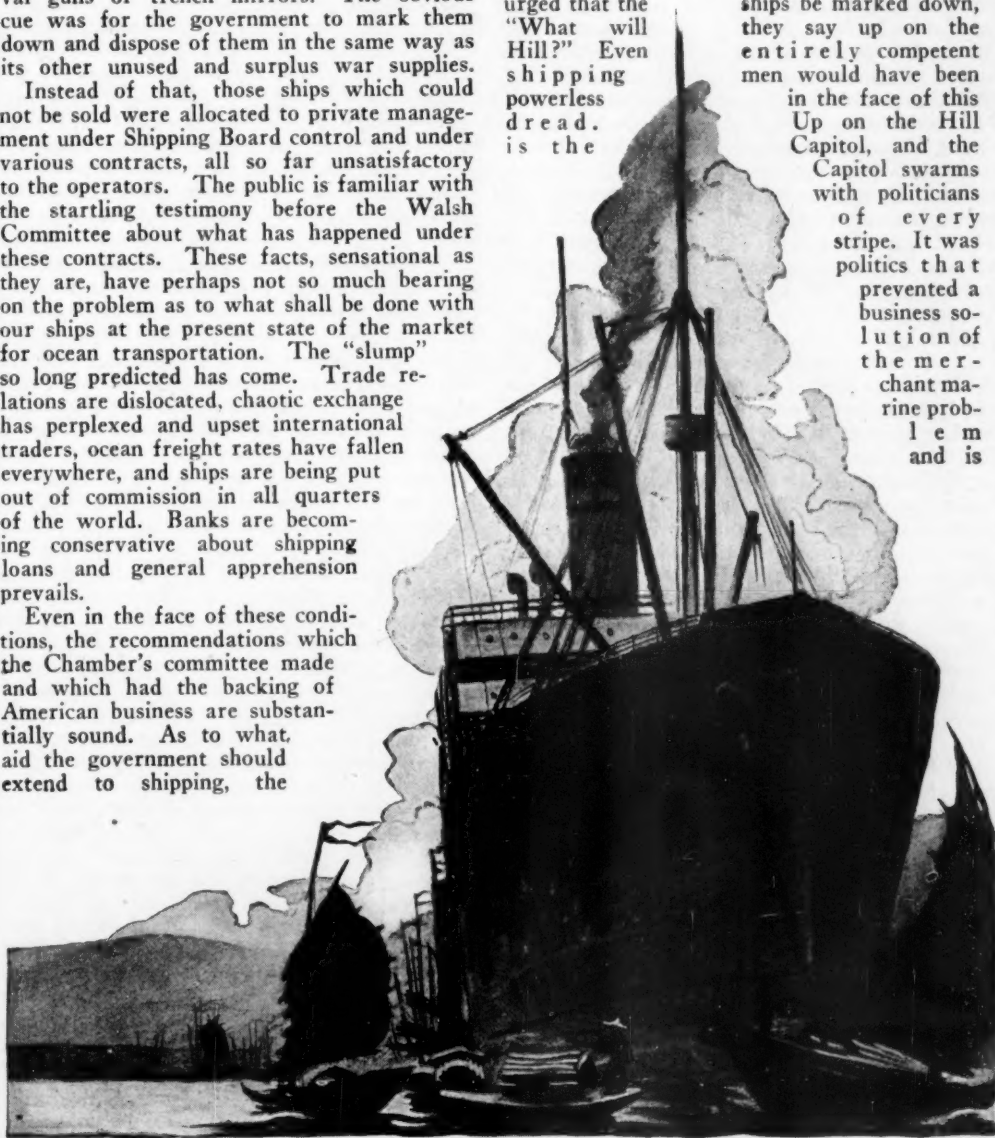 val guns or trench mirrors. The obvious
cue was for the government to mark them
down and dispose of them in the same way as
its other unused and surplus war supplies.
Instead of that, those ships which could
not be sold were allocated to private manage-
ment under Shipping Board control and under
various contracts, all so far unsatisfactory
to the operators. The public is familiar with
the startling testimony before the Walsh
Committee about what has happened under
these contracts. These facts, sensational as
they are, have perhaps not so much bearing
on the problem as to what shall be done with
our ships at the present state of the market
for ocean transportation. The “slump”
so long predicted has come. Trade re-
lations are dislocated, chaotic exchange
has perplexed and upset international
traders, ocean freight rates have fallen
everywhere, and ships are being put
out of commission in all quarters
of the world. Banks are becom-
ing conservative about shipping
loans and general apprehension
prevails.
Even in the face of these condi-
tions, the recommendations which
the Chamber's committee made
and which had the backing of
American business are substan-
tially sound. As to what
aid the government should
extend to shipping, the
urged that the ships be marked down,
“What will they say up on the
Hill?” Even entirely competent
shipping men would have been
powerless in the face of this
dread. Up on the Hill
is the Capitol, and the
Capitol swarms
with politicians
of every
stripe. It was
politics that
prevented a
business so-
lution of
the mer-
chant ma-
rine prob-
lem
and is